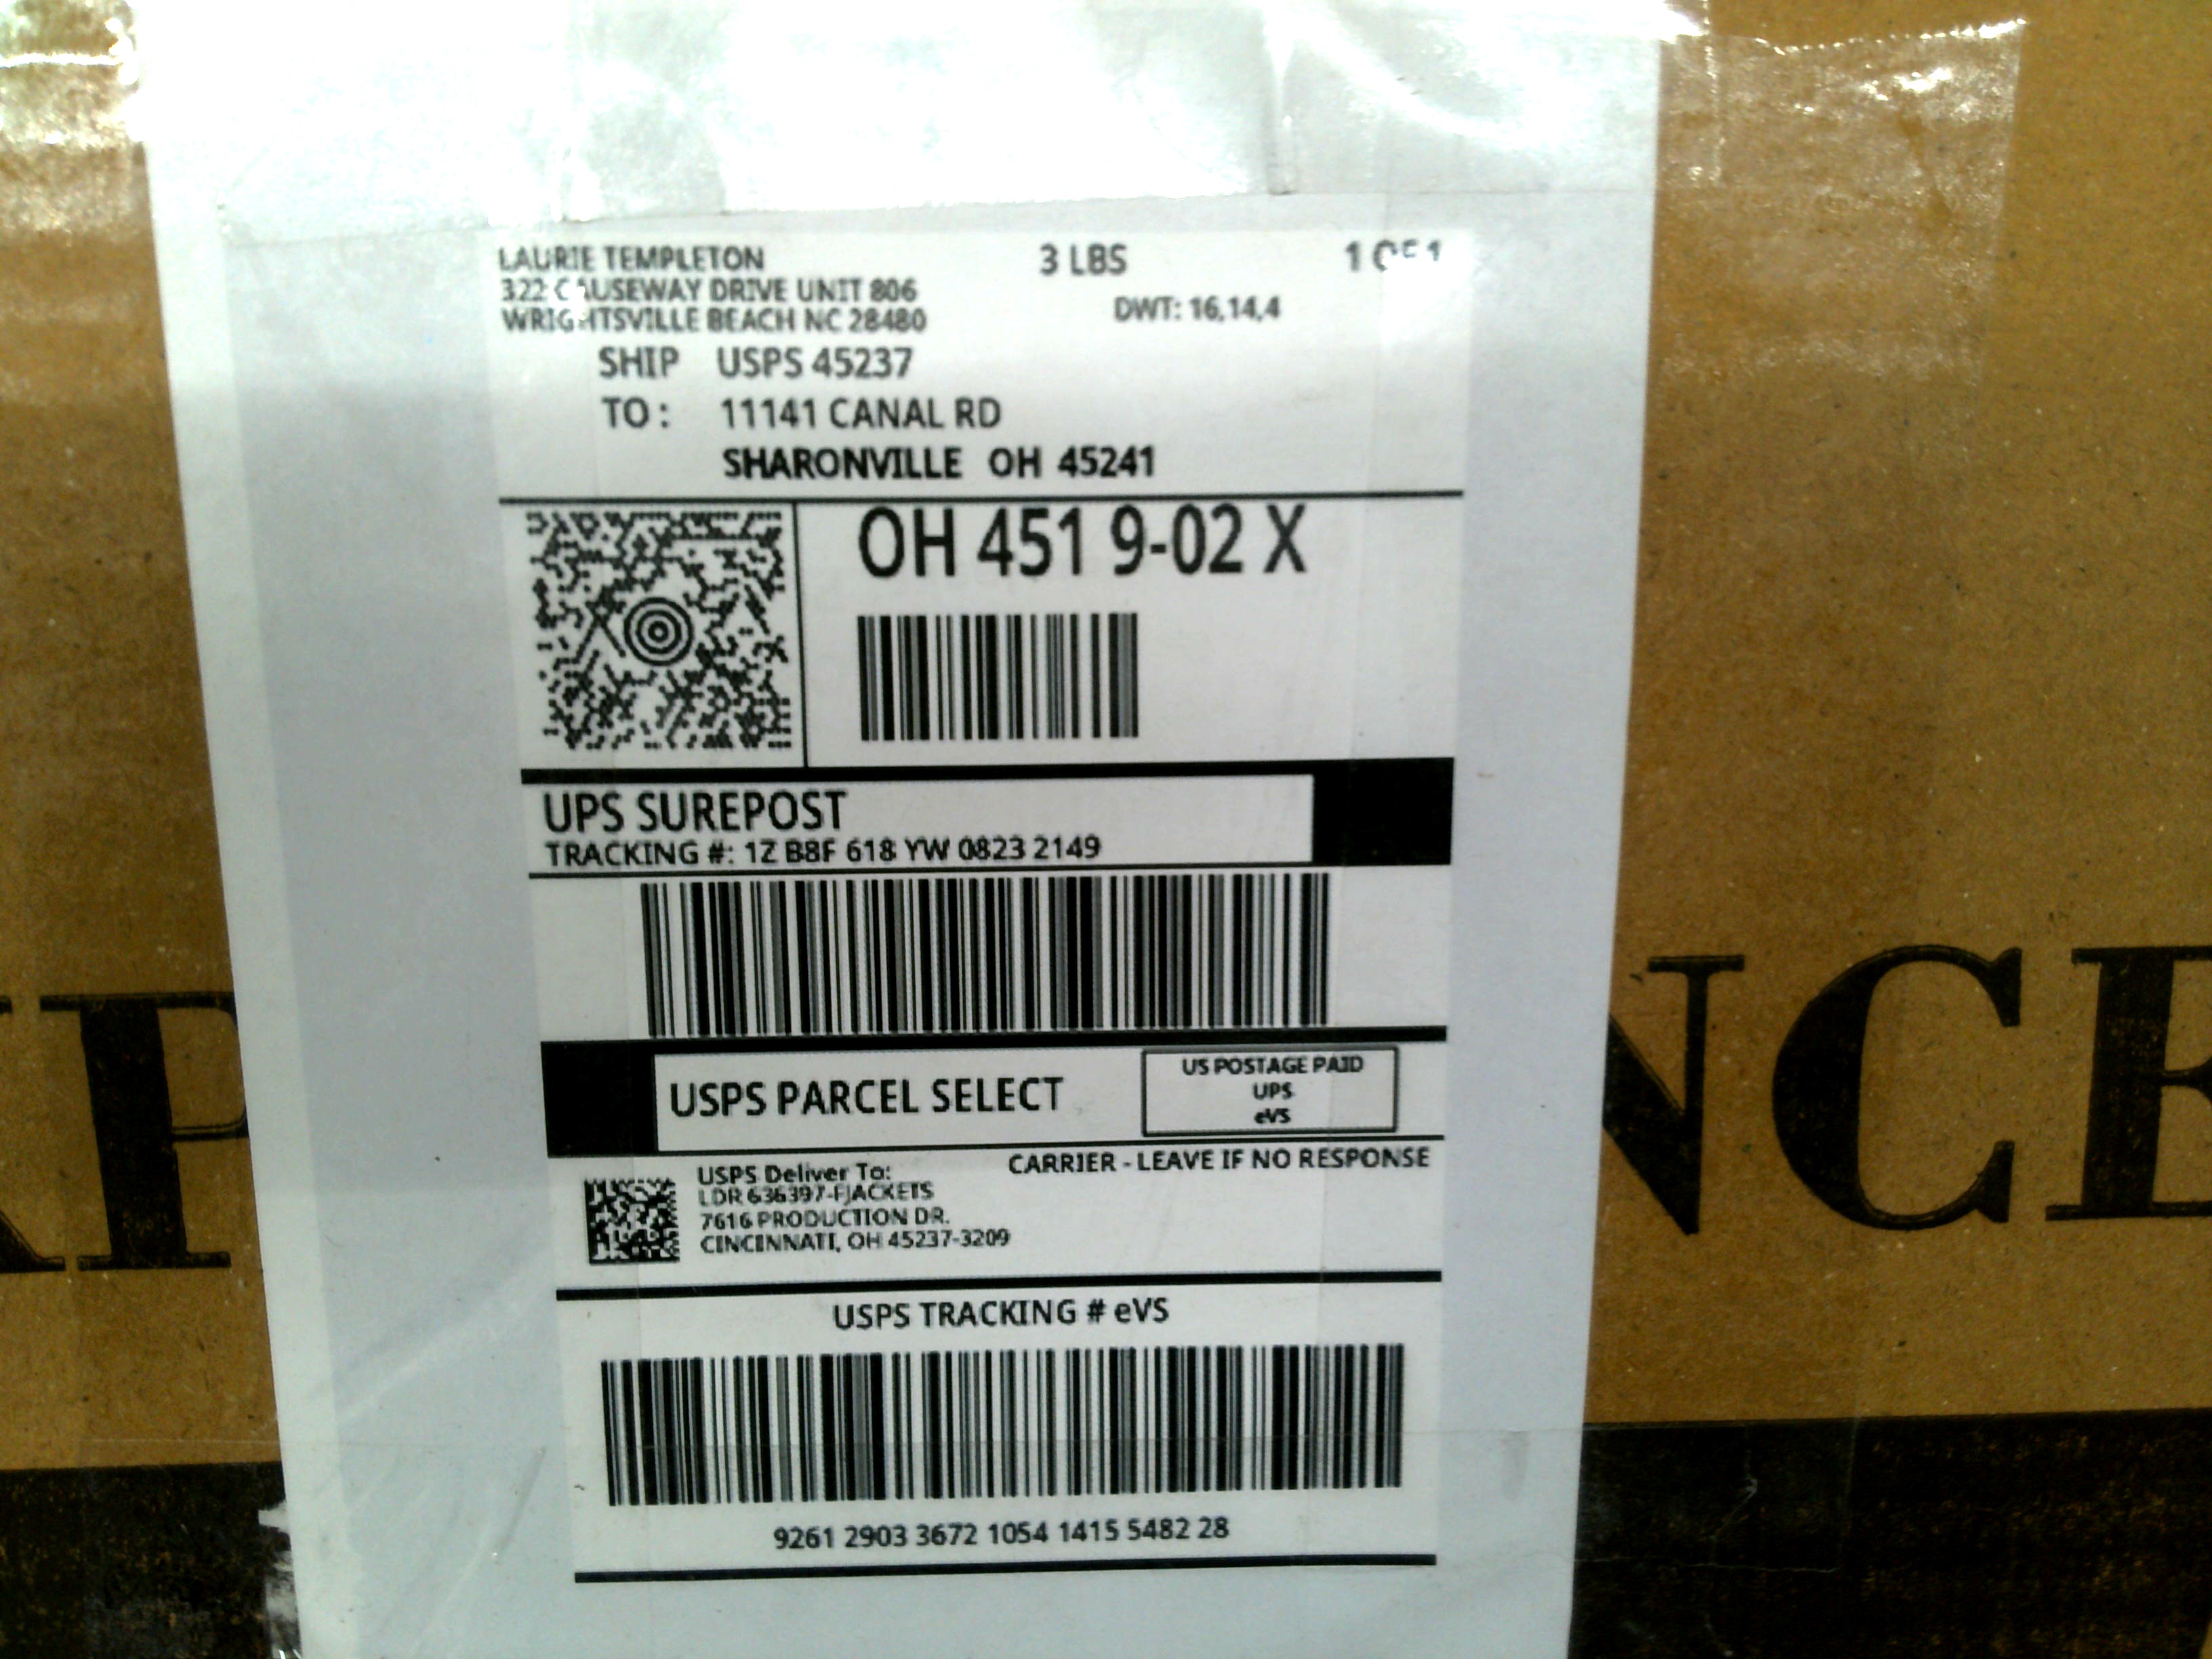 LAURIE TEMPLETON 3 LBS 1 OF 1
322 CAUSEWAY DRIVE UNIT 806
WRIGHTSVILLE BEACH NC 28480 DWT: 16,14,4
SHIP USPS 45237
TO: 11141 CANAL RD
SHARONVILLE OH 45241
OH 451 9-02 X
UPS SUREPOST
TRACKING #: 1Z B8F 618 YW 0823 2149
USPS PARCEL SELECT
US POSTAGE PAID
UPS
eVS
CARRIER - LEAVE IF NO RESPONSE
USPS Deliver To:
LDR 636397-FJACKETS
7616 PRODUCTION DR.
CINCINNATI, OH 45237-3209
USPS TRACKING # eVS
9261 2903 3672 1054 1415 5482 28